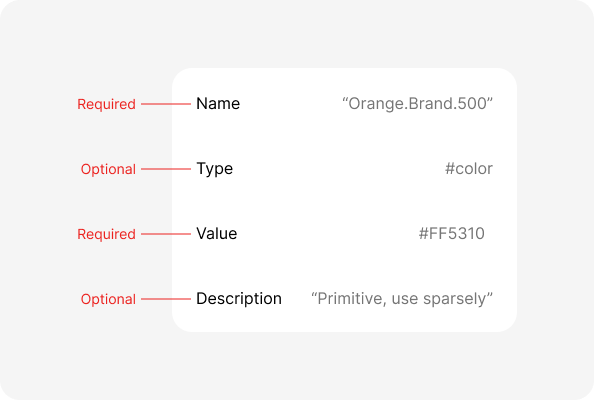 Required Name “Orange.Brand.500”
Optional Type #color
Required Value #FF5310
Optional Description “Primitive, use sparsely”